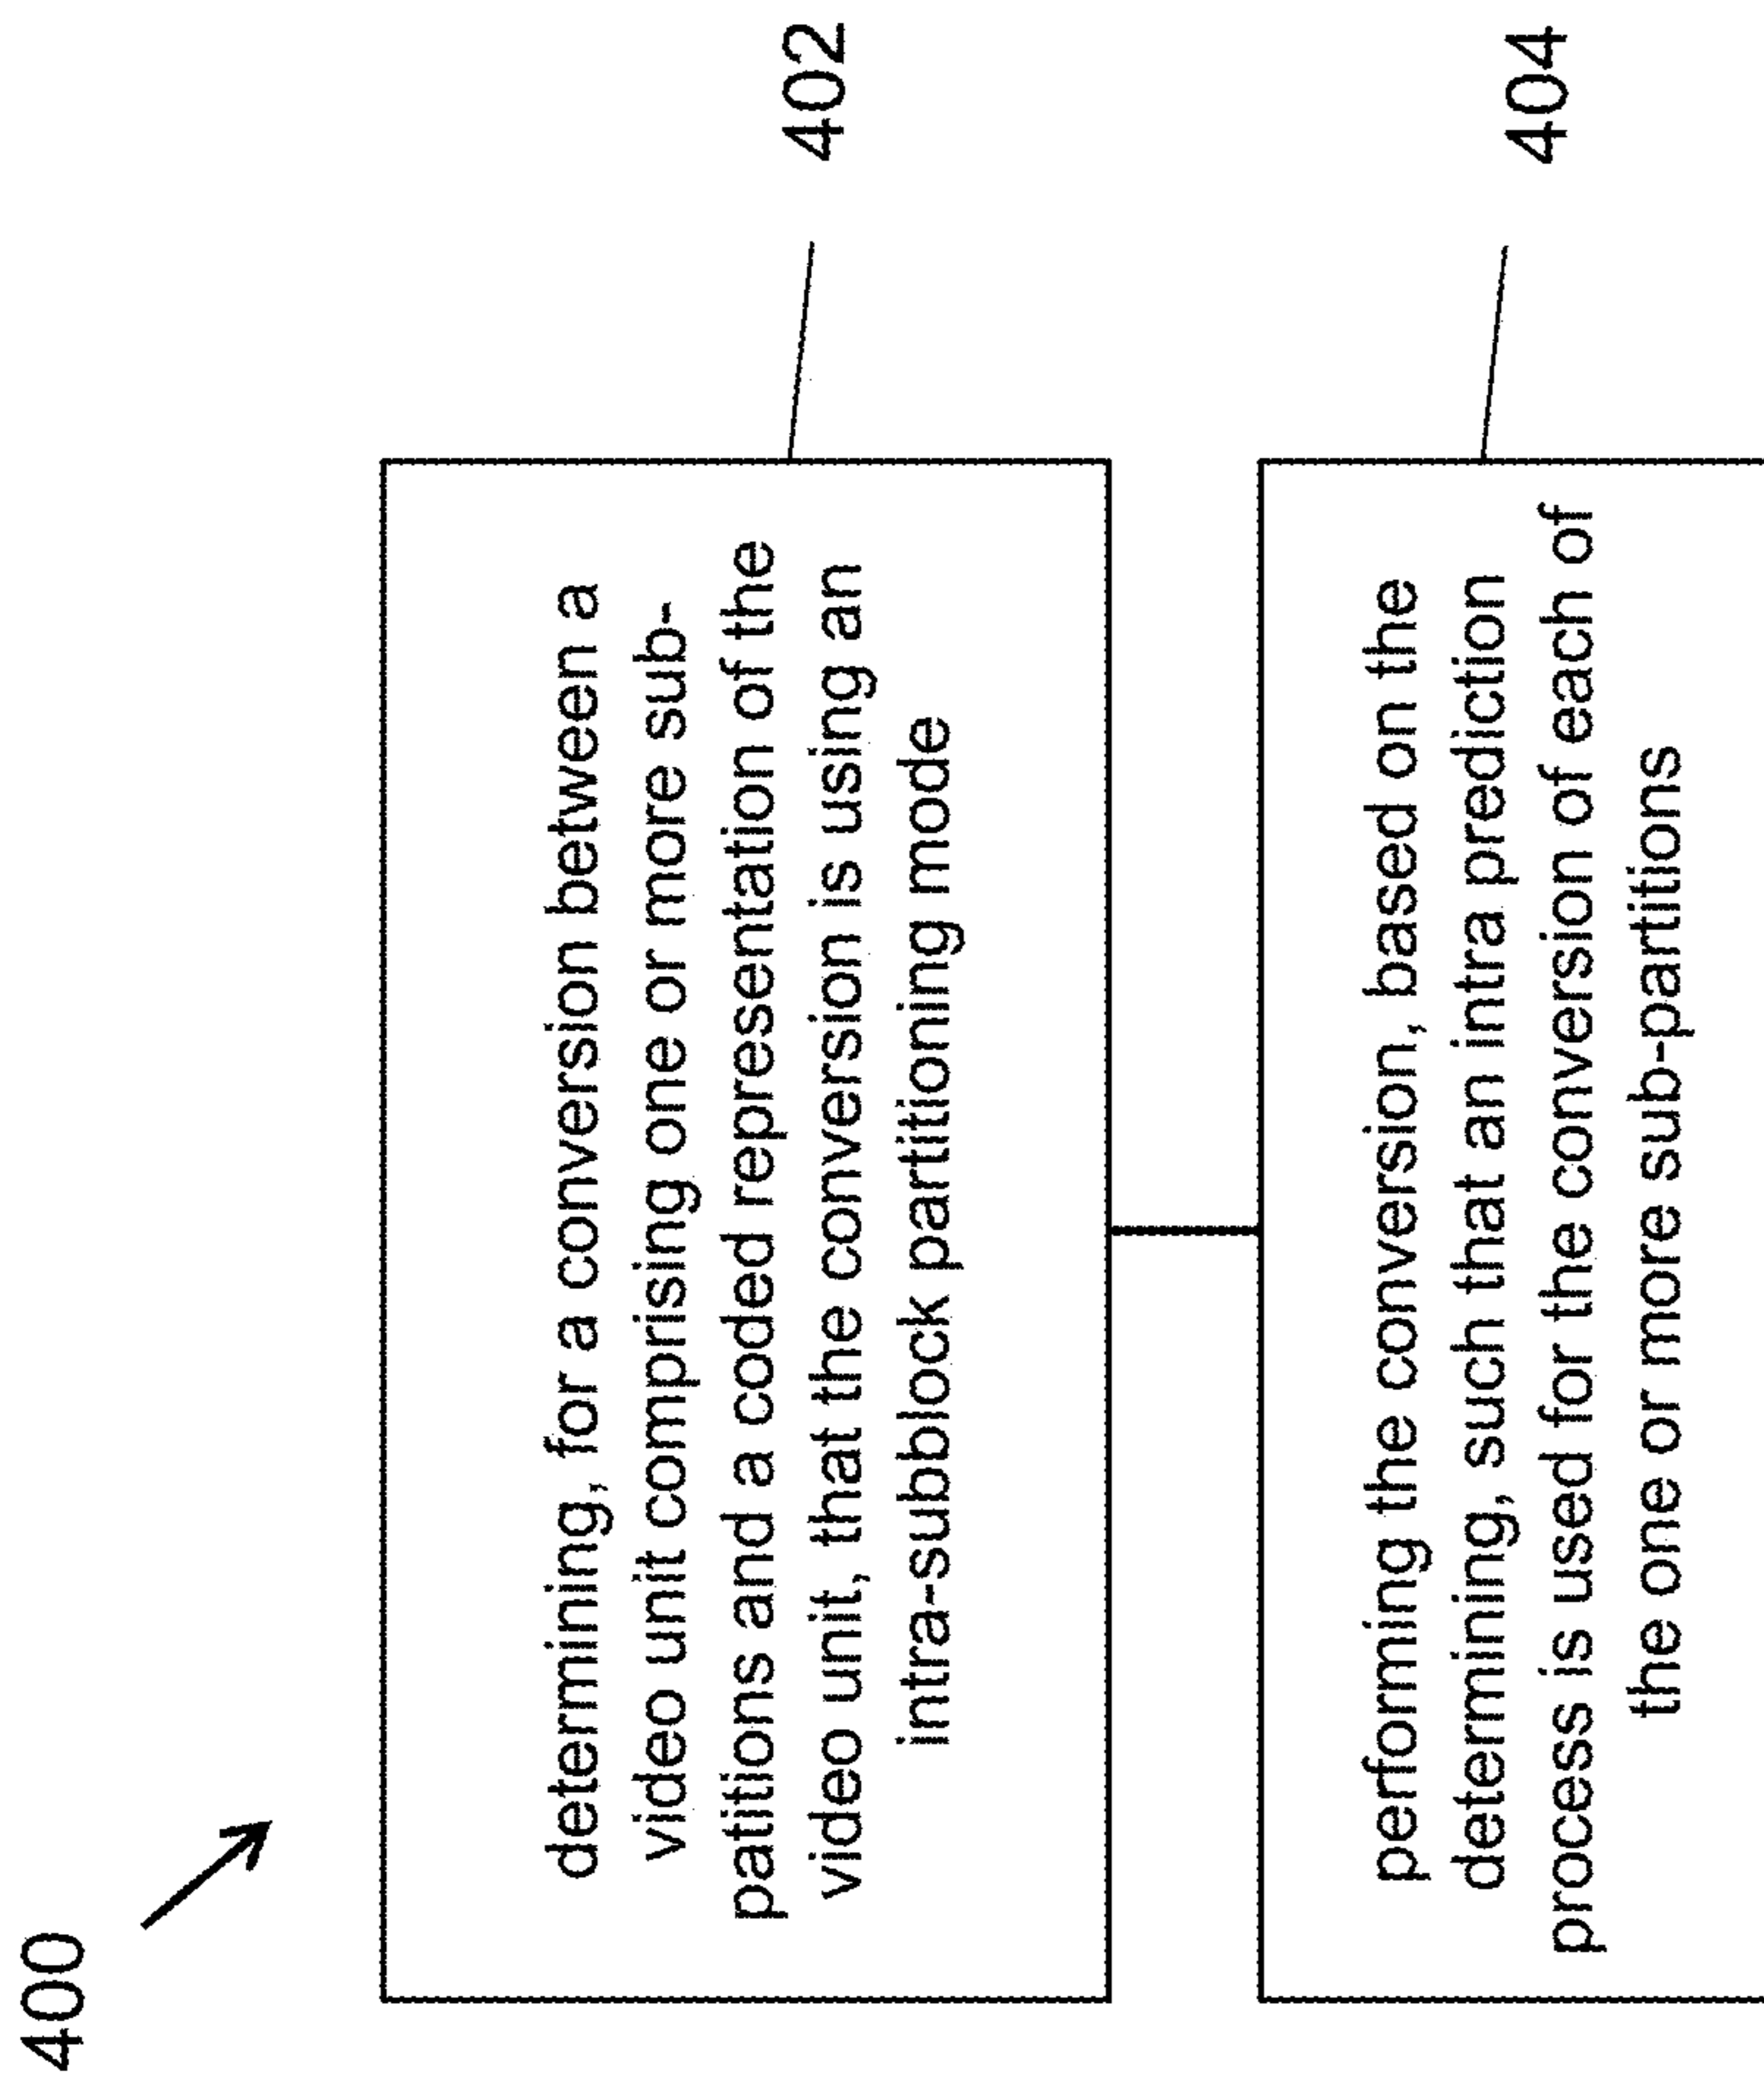 400
determining, for a conversion between a
video unit comprising one or more sub-
patitions and a coded representation of the
video unit, that the conversion is using an
intra-subblock partitioning mode
402
performing the conversion, based on the
determining, such that an intra prediction
process is used for the conversion of each of
the one or more sub-partitions
404